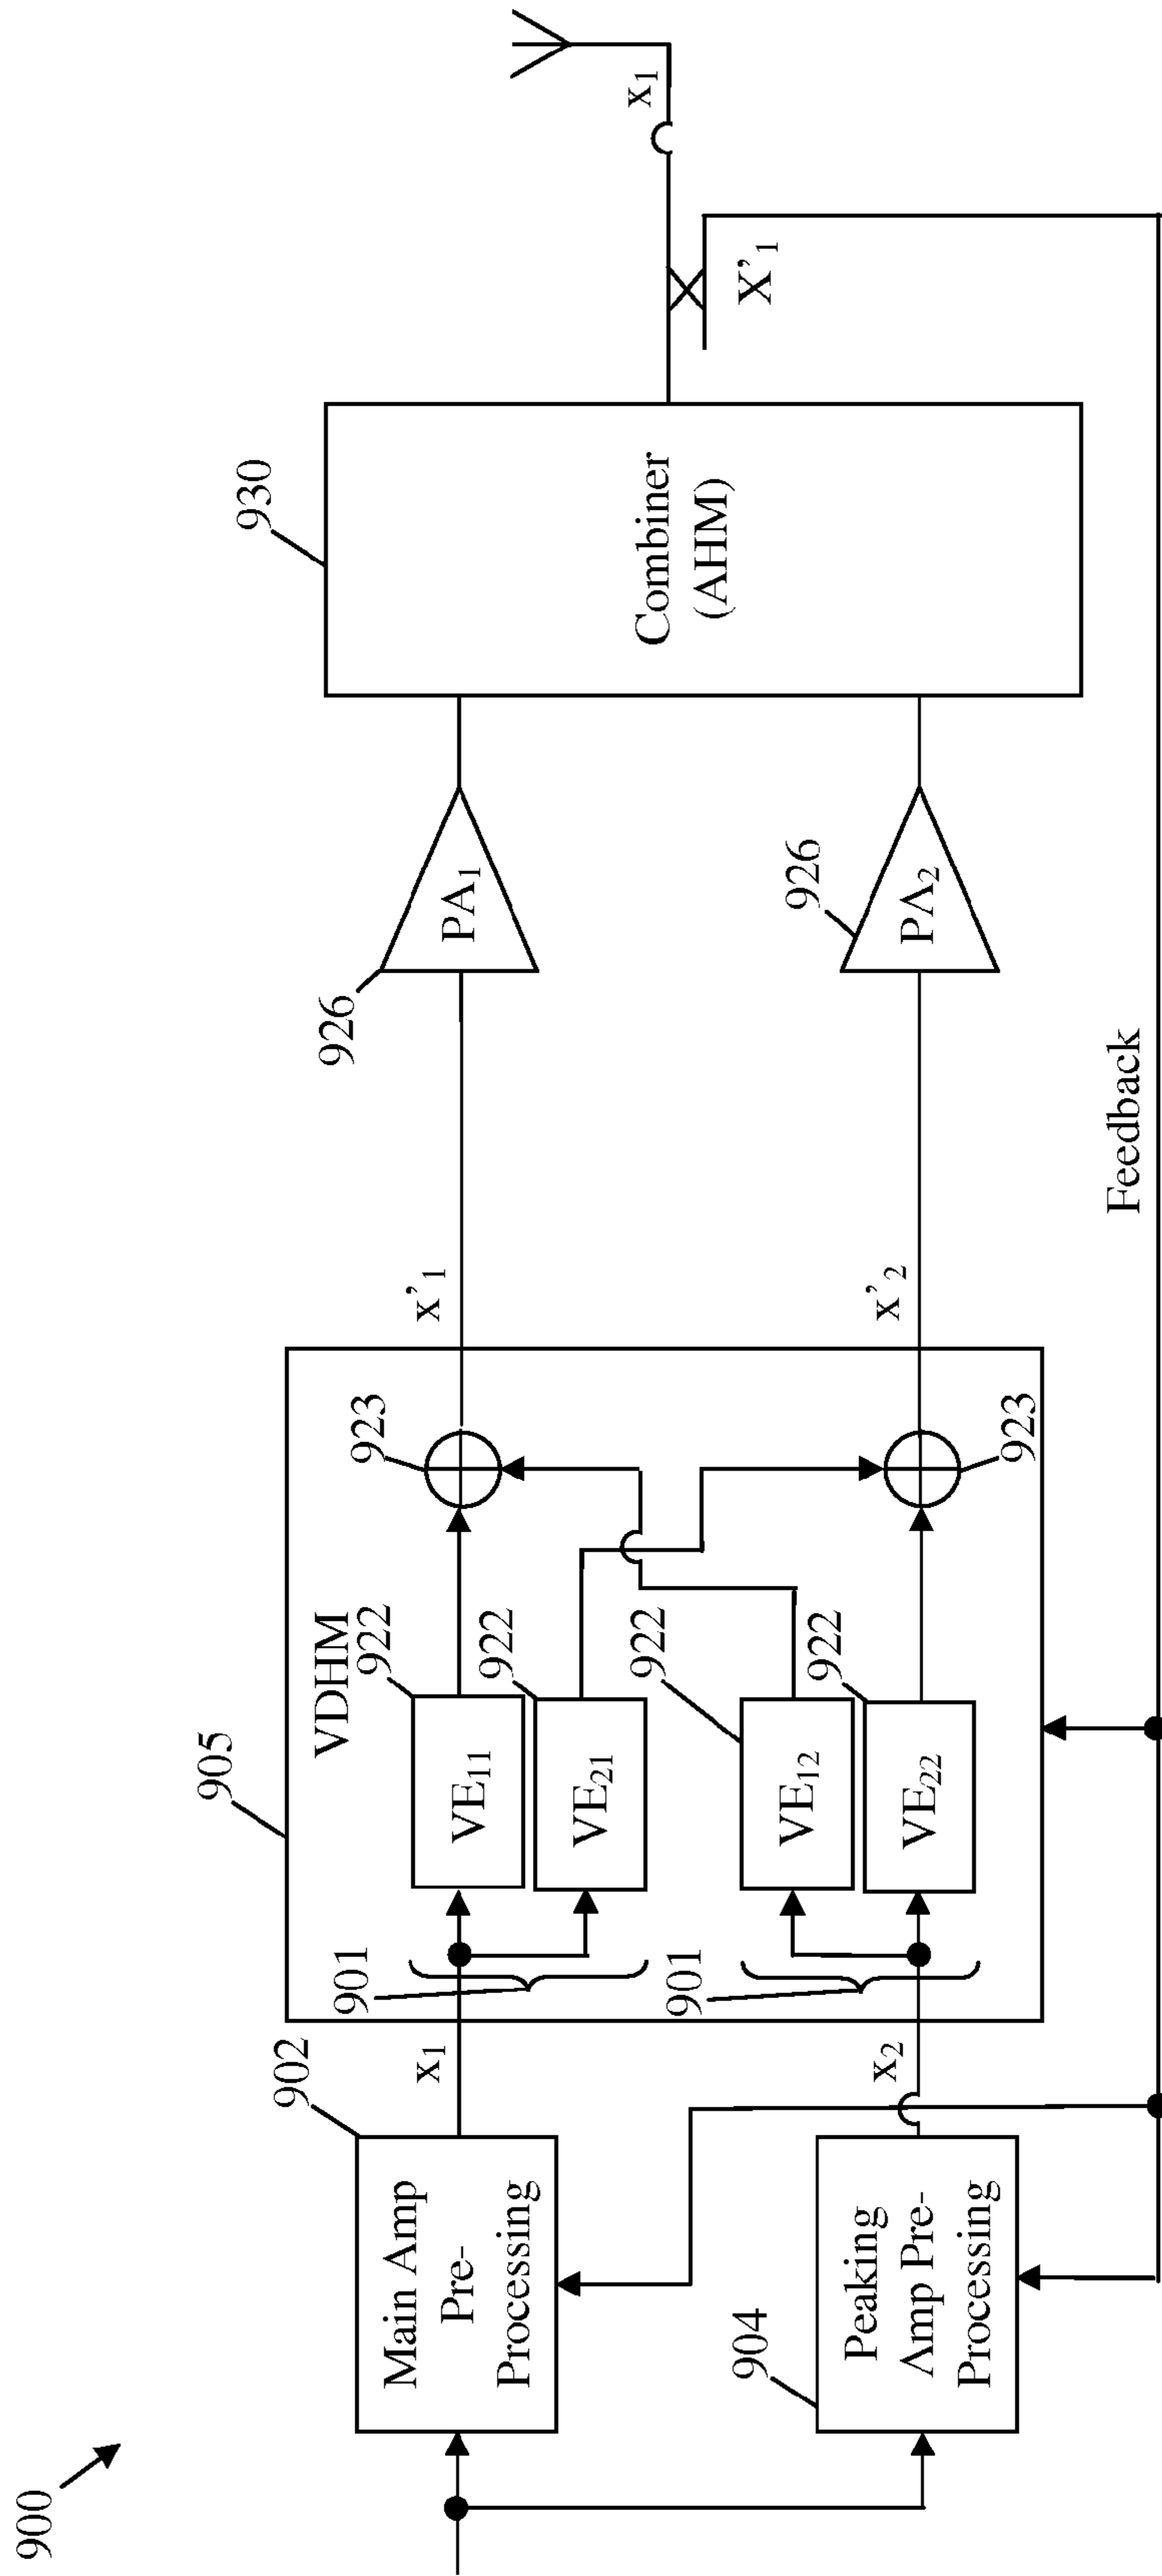 900
902
Main Amp
Pre-
Processing
904
Peaking
Amp Pre-
Processing
x1
x2
905
VDHM
901
901
922
VE11
922
VE21
922
VE12
922
VE22
923
923
x’1
x’2
926
PA1
926
PA2
930
Combiner
(AHM)
X’1
x1
Feedback